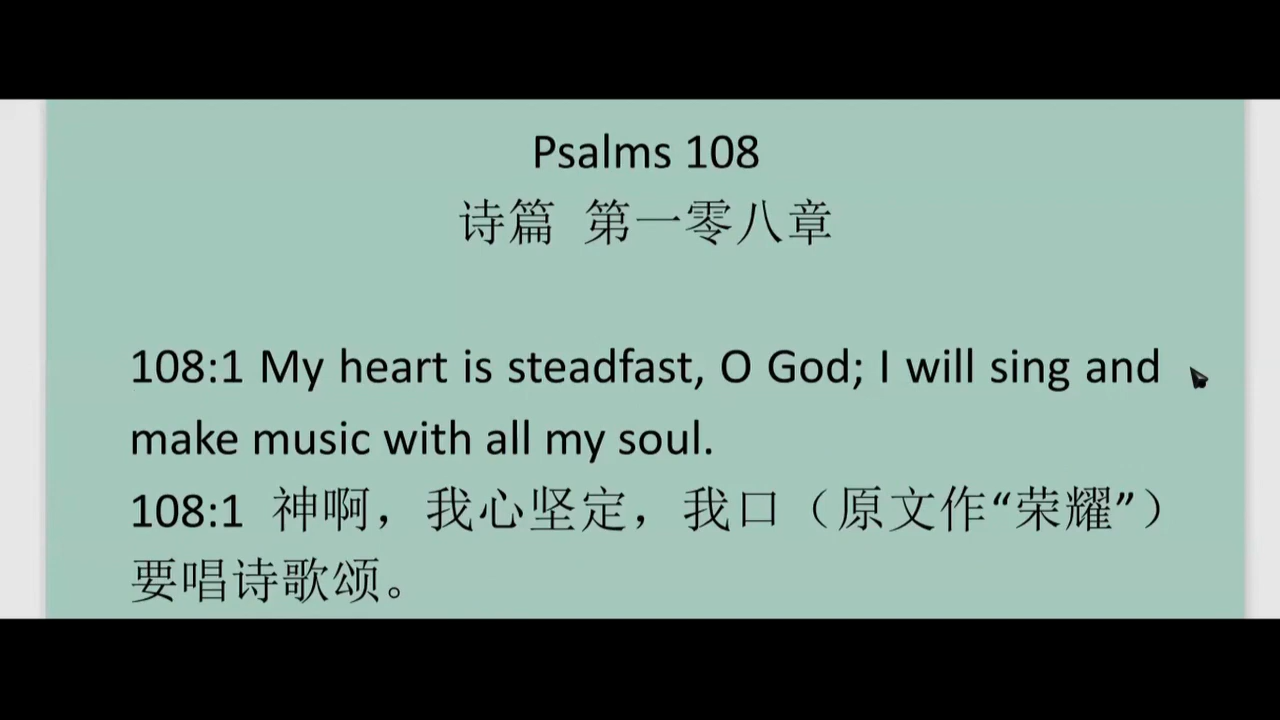 Psalms 108
诗篇 第一零八章
108:1 My heart is steadfast, O God; I will sing and
make music with all my soul.
108:1 神啊，我心坚定，我口（原文作“荣耀”）
要唱诗歌颂。